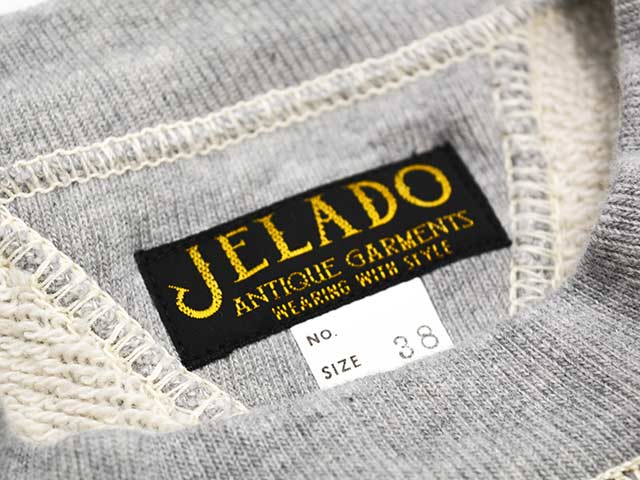 JELADO
ANTIQUE GARMENTS
WEARING WITH STYLE
NO.
SIZE 38